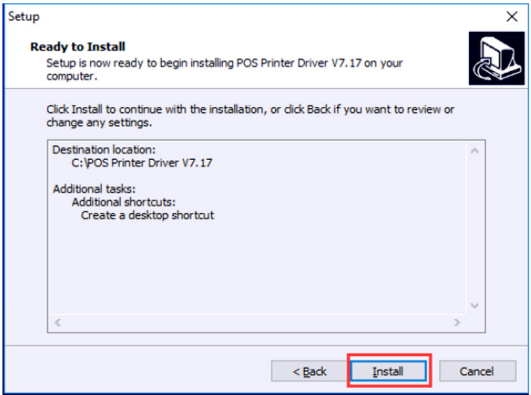 Setup
Ready to Install
Setup is now ready to begin installing POS Printer Driver V7.17 on your
computer.
Click Install to continue with the installation, or click Back if you want to review or
change any settings.
Destination location:
C:\POS Printer Driver V7.17
Additional tasks:
Additional shortcuts:
Create a desktop shortcut
< Back
Install
Cancel